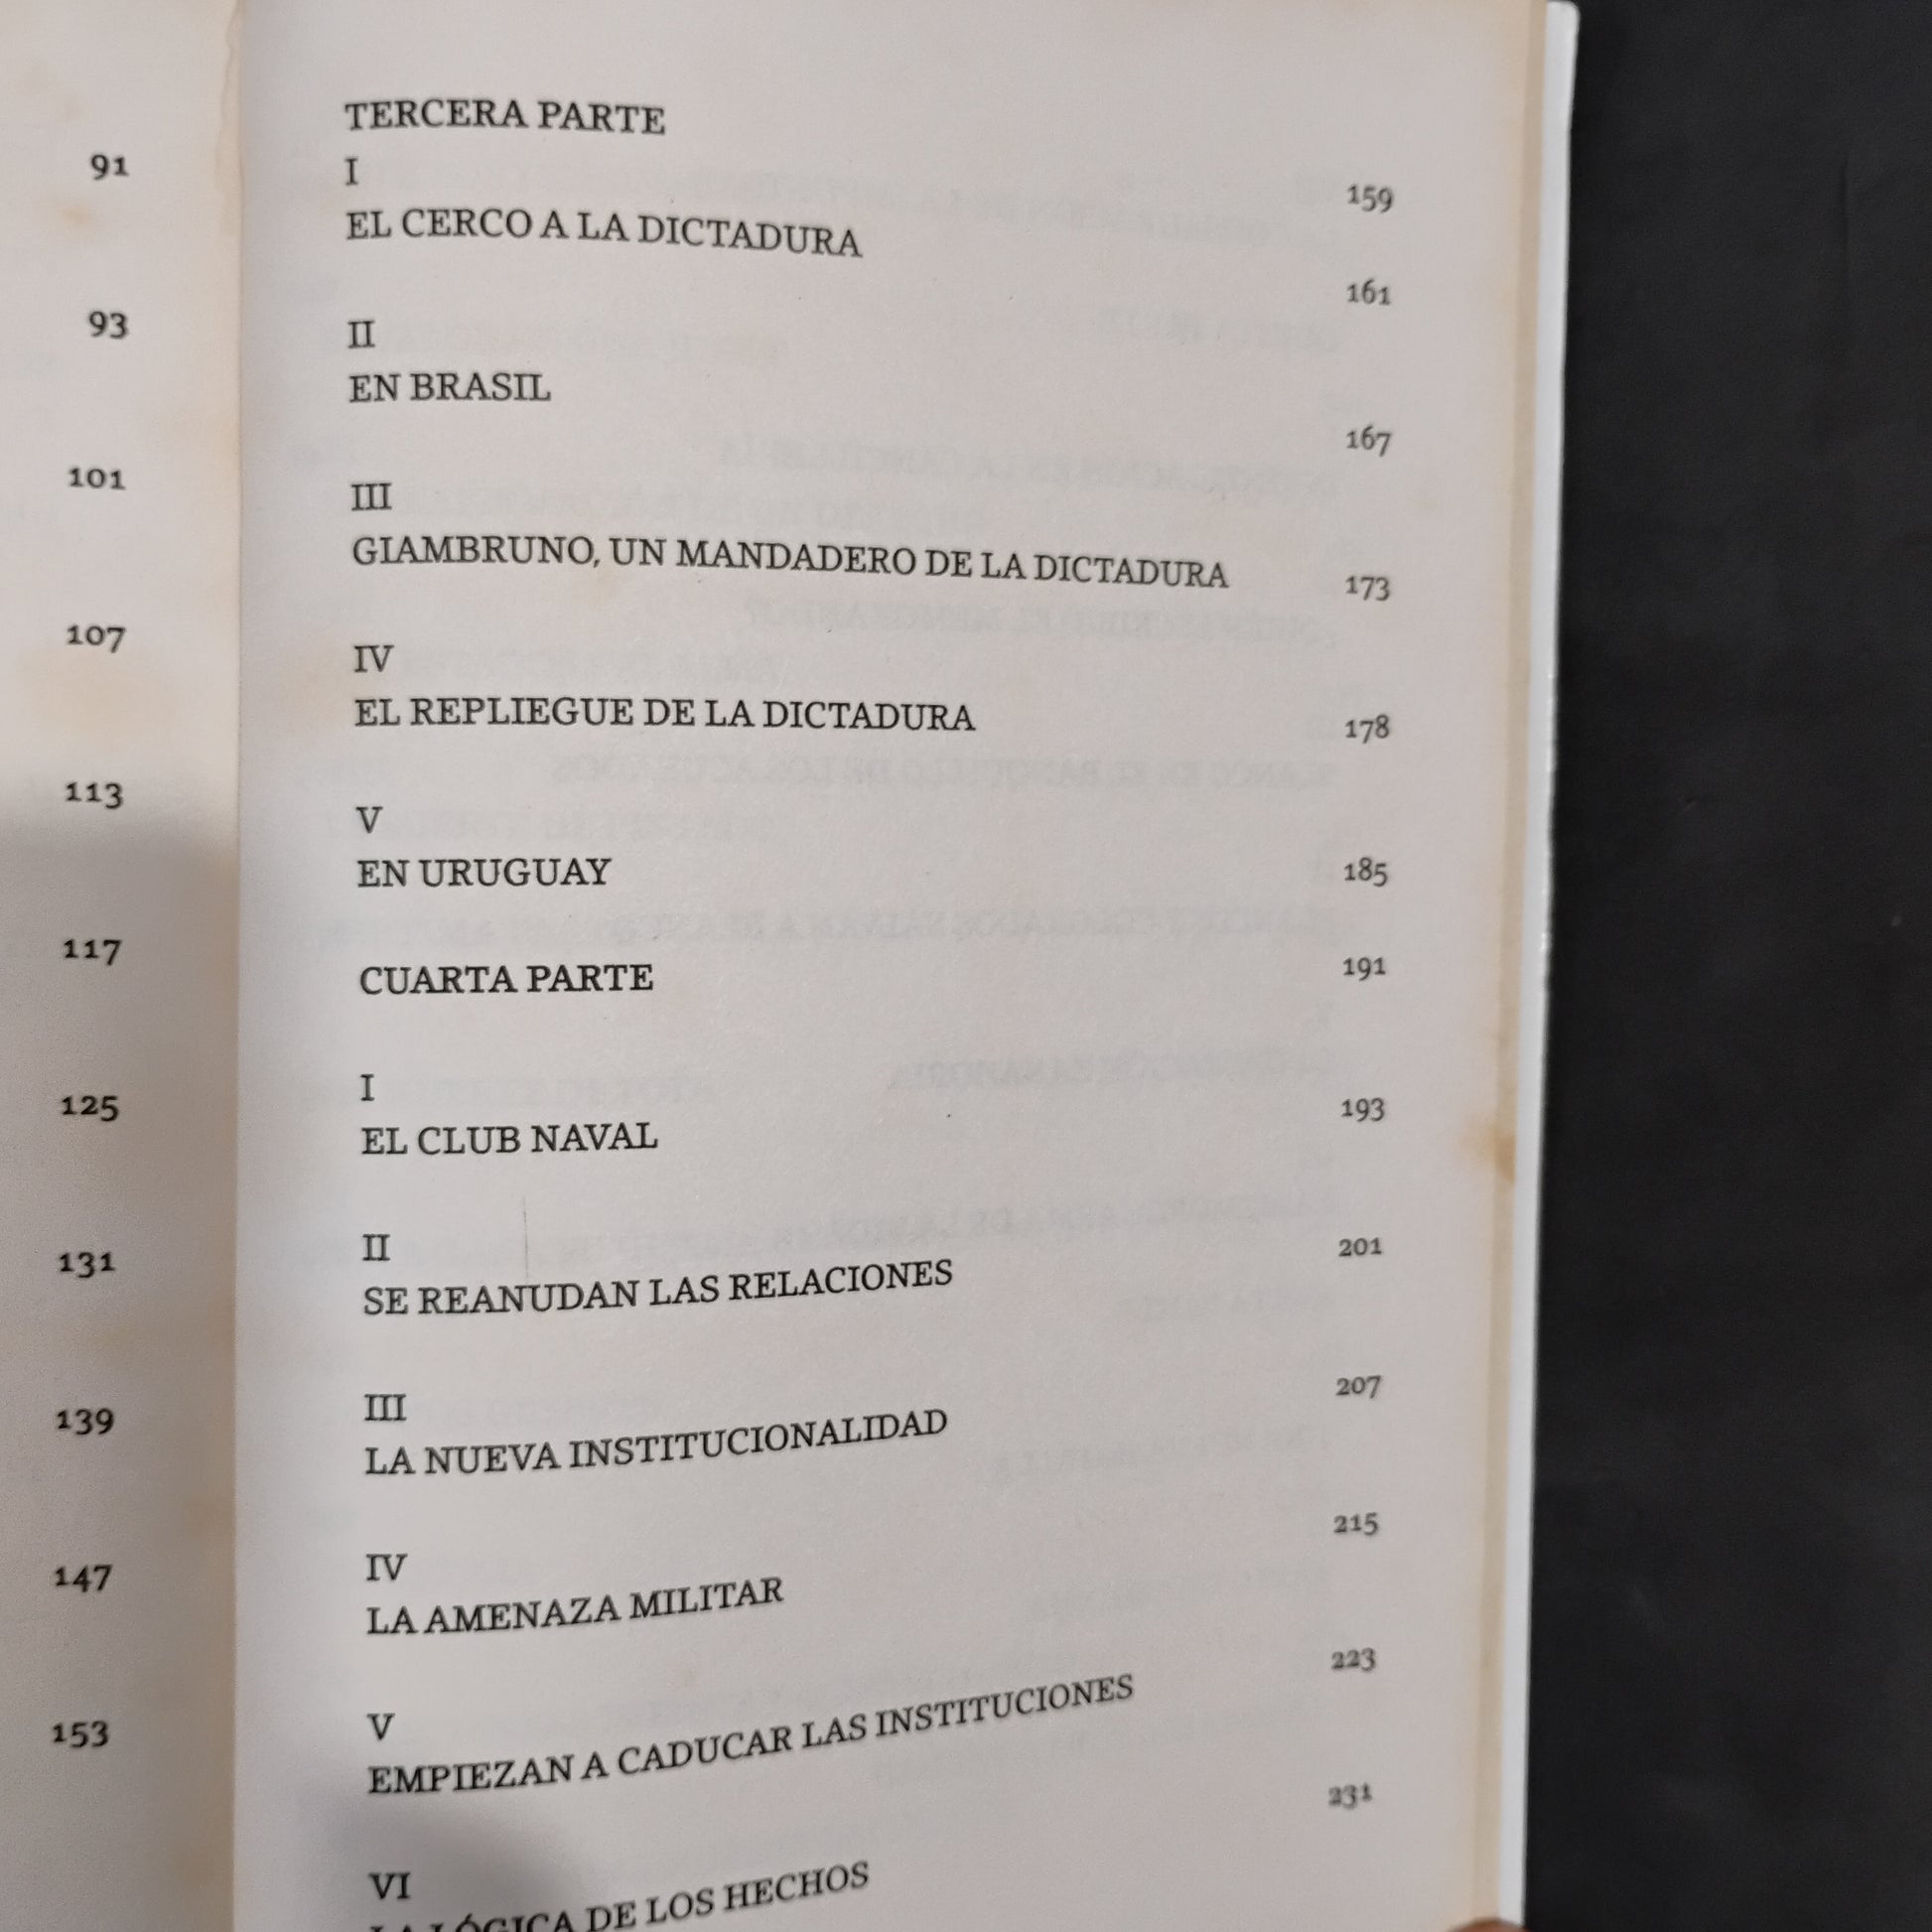 91
93
101
107
113
117
125
131
139
147
153
TERCERA PARTE 159
I
EL CERCO A LA DICTADURA 161
II
EN BRASIL 167
III
GIAMBRUNO, UN MANDADERO DE LA DICTADURA 173
IV
EL REPLIEGUE DE LA DICTADURA 178
V
EN URUGUAY 185
CUARTA PARTE 191
I
EL CLUB NAVAL 193
II
SE REANUDAN LAS RELACIONES 201
III
LA NUEVA INSTITUCIONALIDAD 207
IV
LA AMENAZA MILITAR 215
V
EMPIEZAN A CADUCAR LAS INSTITUCIONES 223
VI
LA LÓGICA DE LOS HECHOS 231